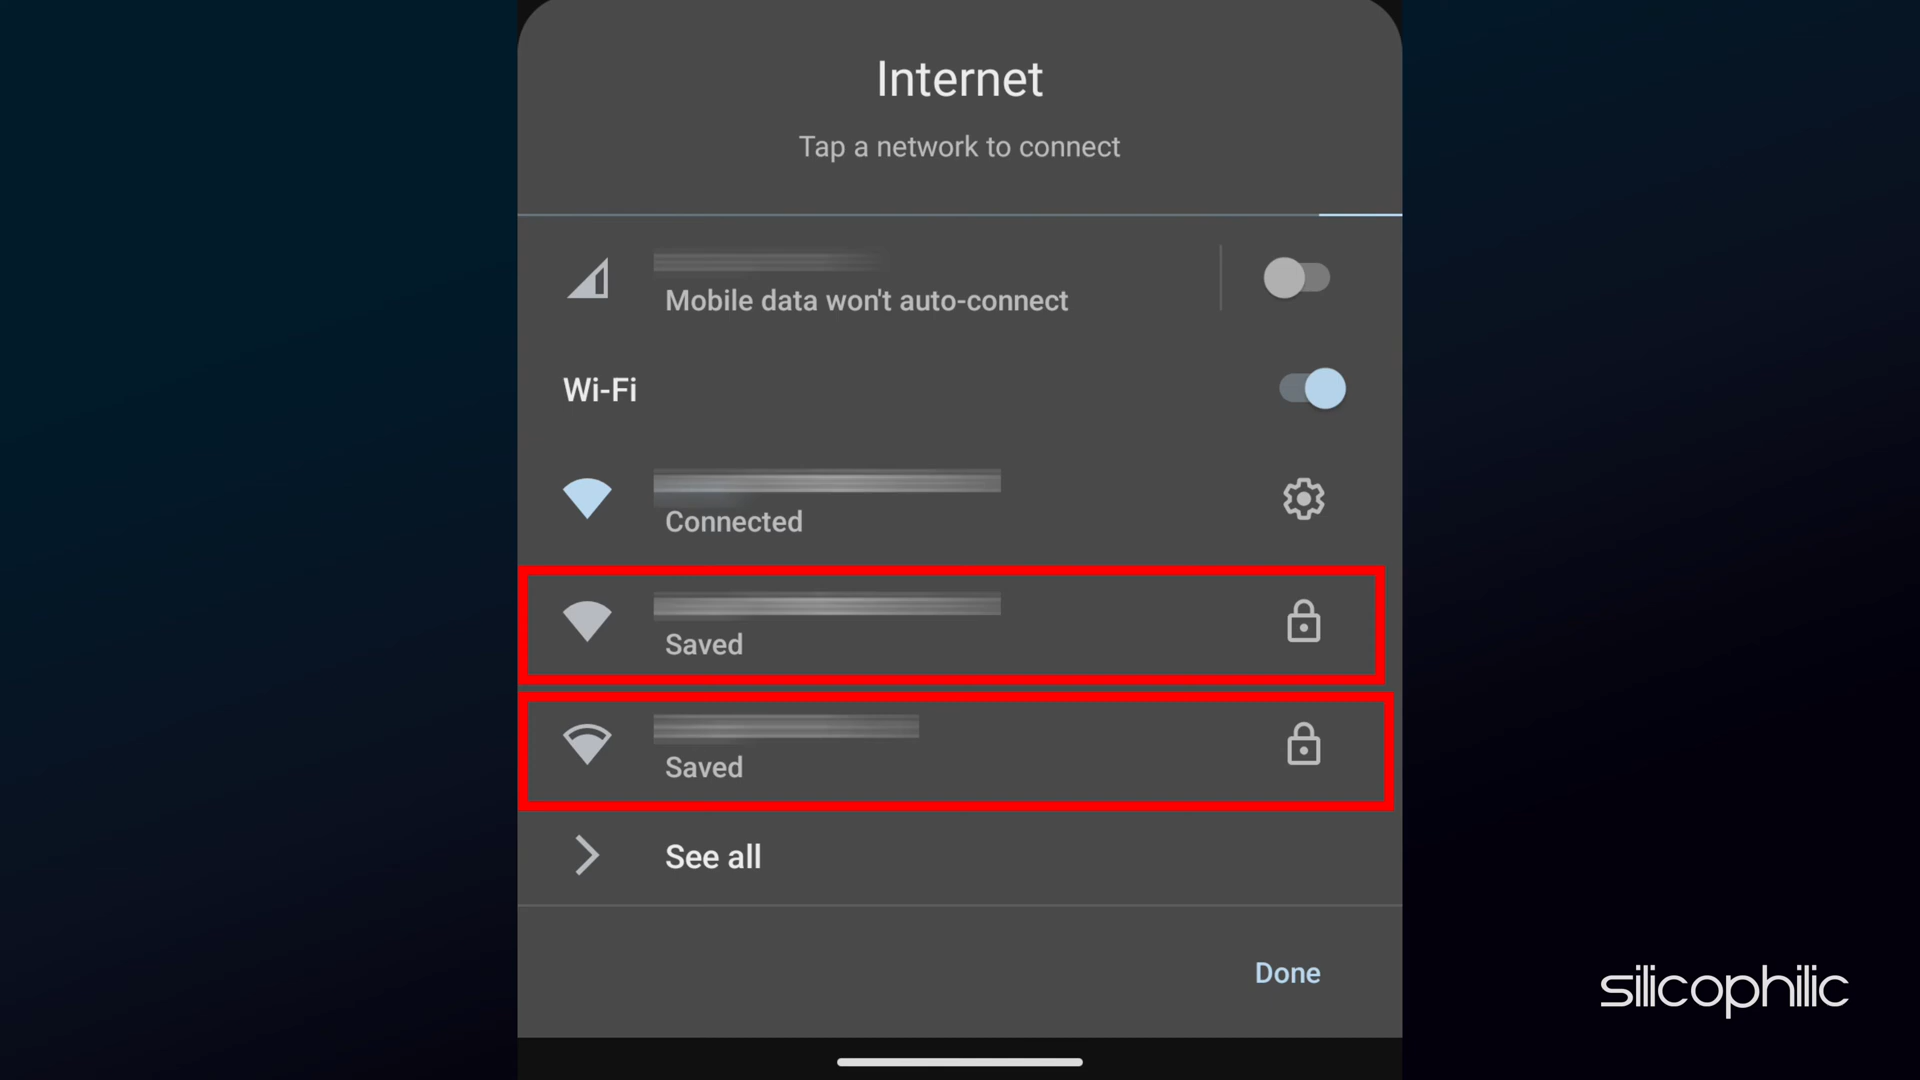 Internet
Tap a network to connect
Mobile data won't auto-connect
Wi-Fi
Connected
Saved
Saved
See all
Done
silicophilic